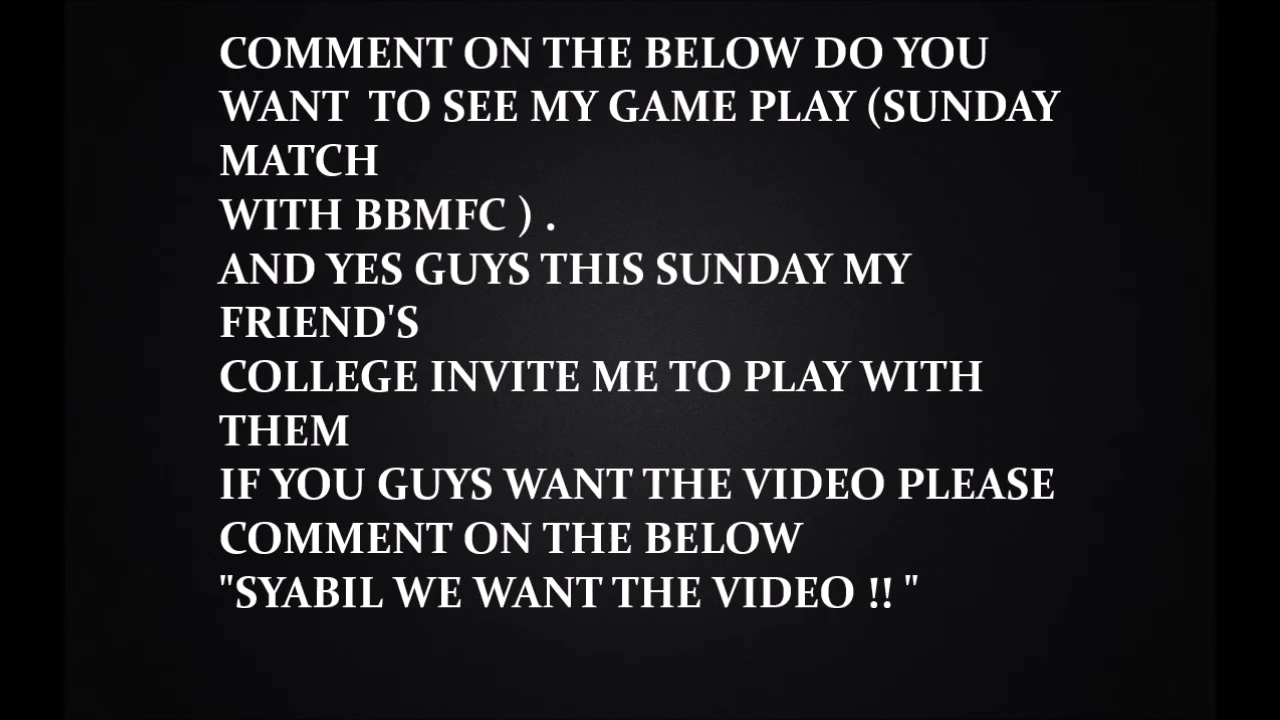 COMMENT ON THE BELOW DO YOU
WANT  TO SEE MY GAME PLAY (SUNDAY
MATCH
WITH BBMFC ) .
AND YES GUYS THIS SUNDAY MY
FRIEND'S
COLLEGE INVITE ME TO PLAY WITH
THEM
IF YOU GUYS WANT THE VIDEO PLEASE
COMMENT ON THE BELOW
"SYABIL WE WANT THE VIDEO !! "